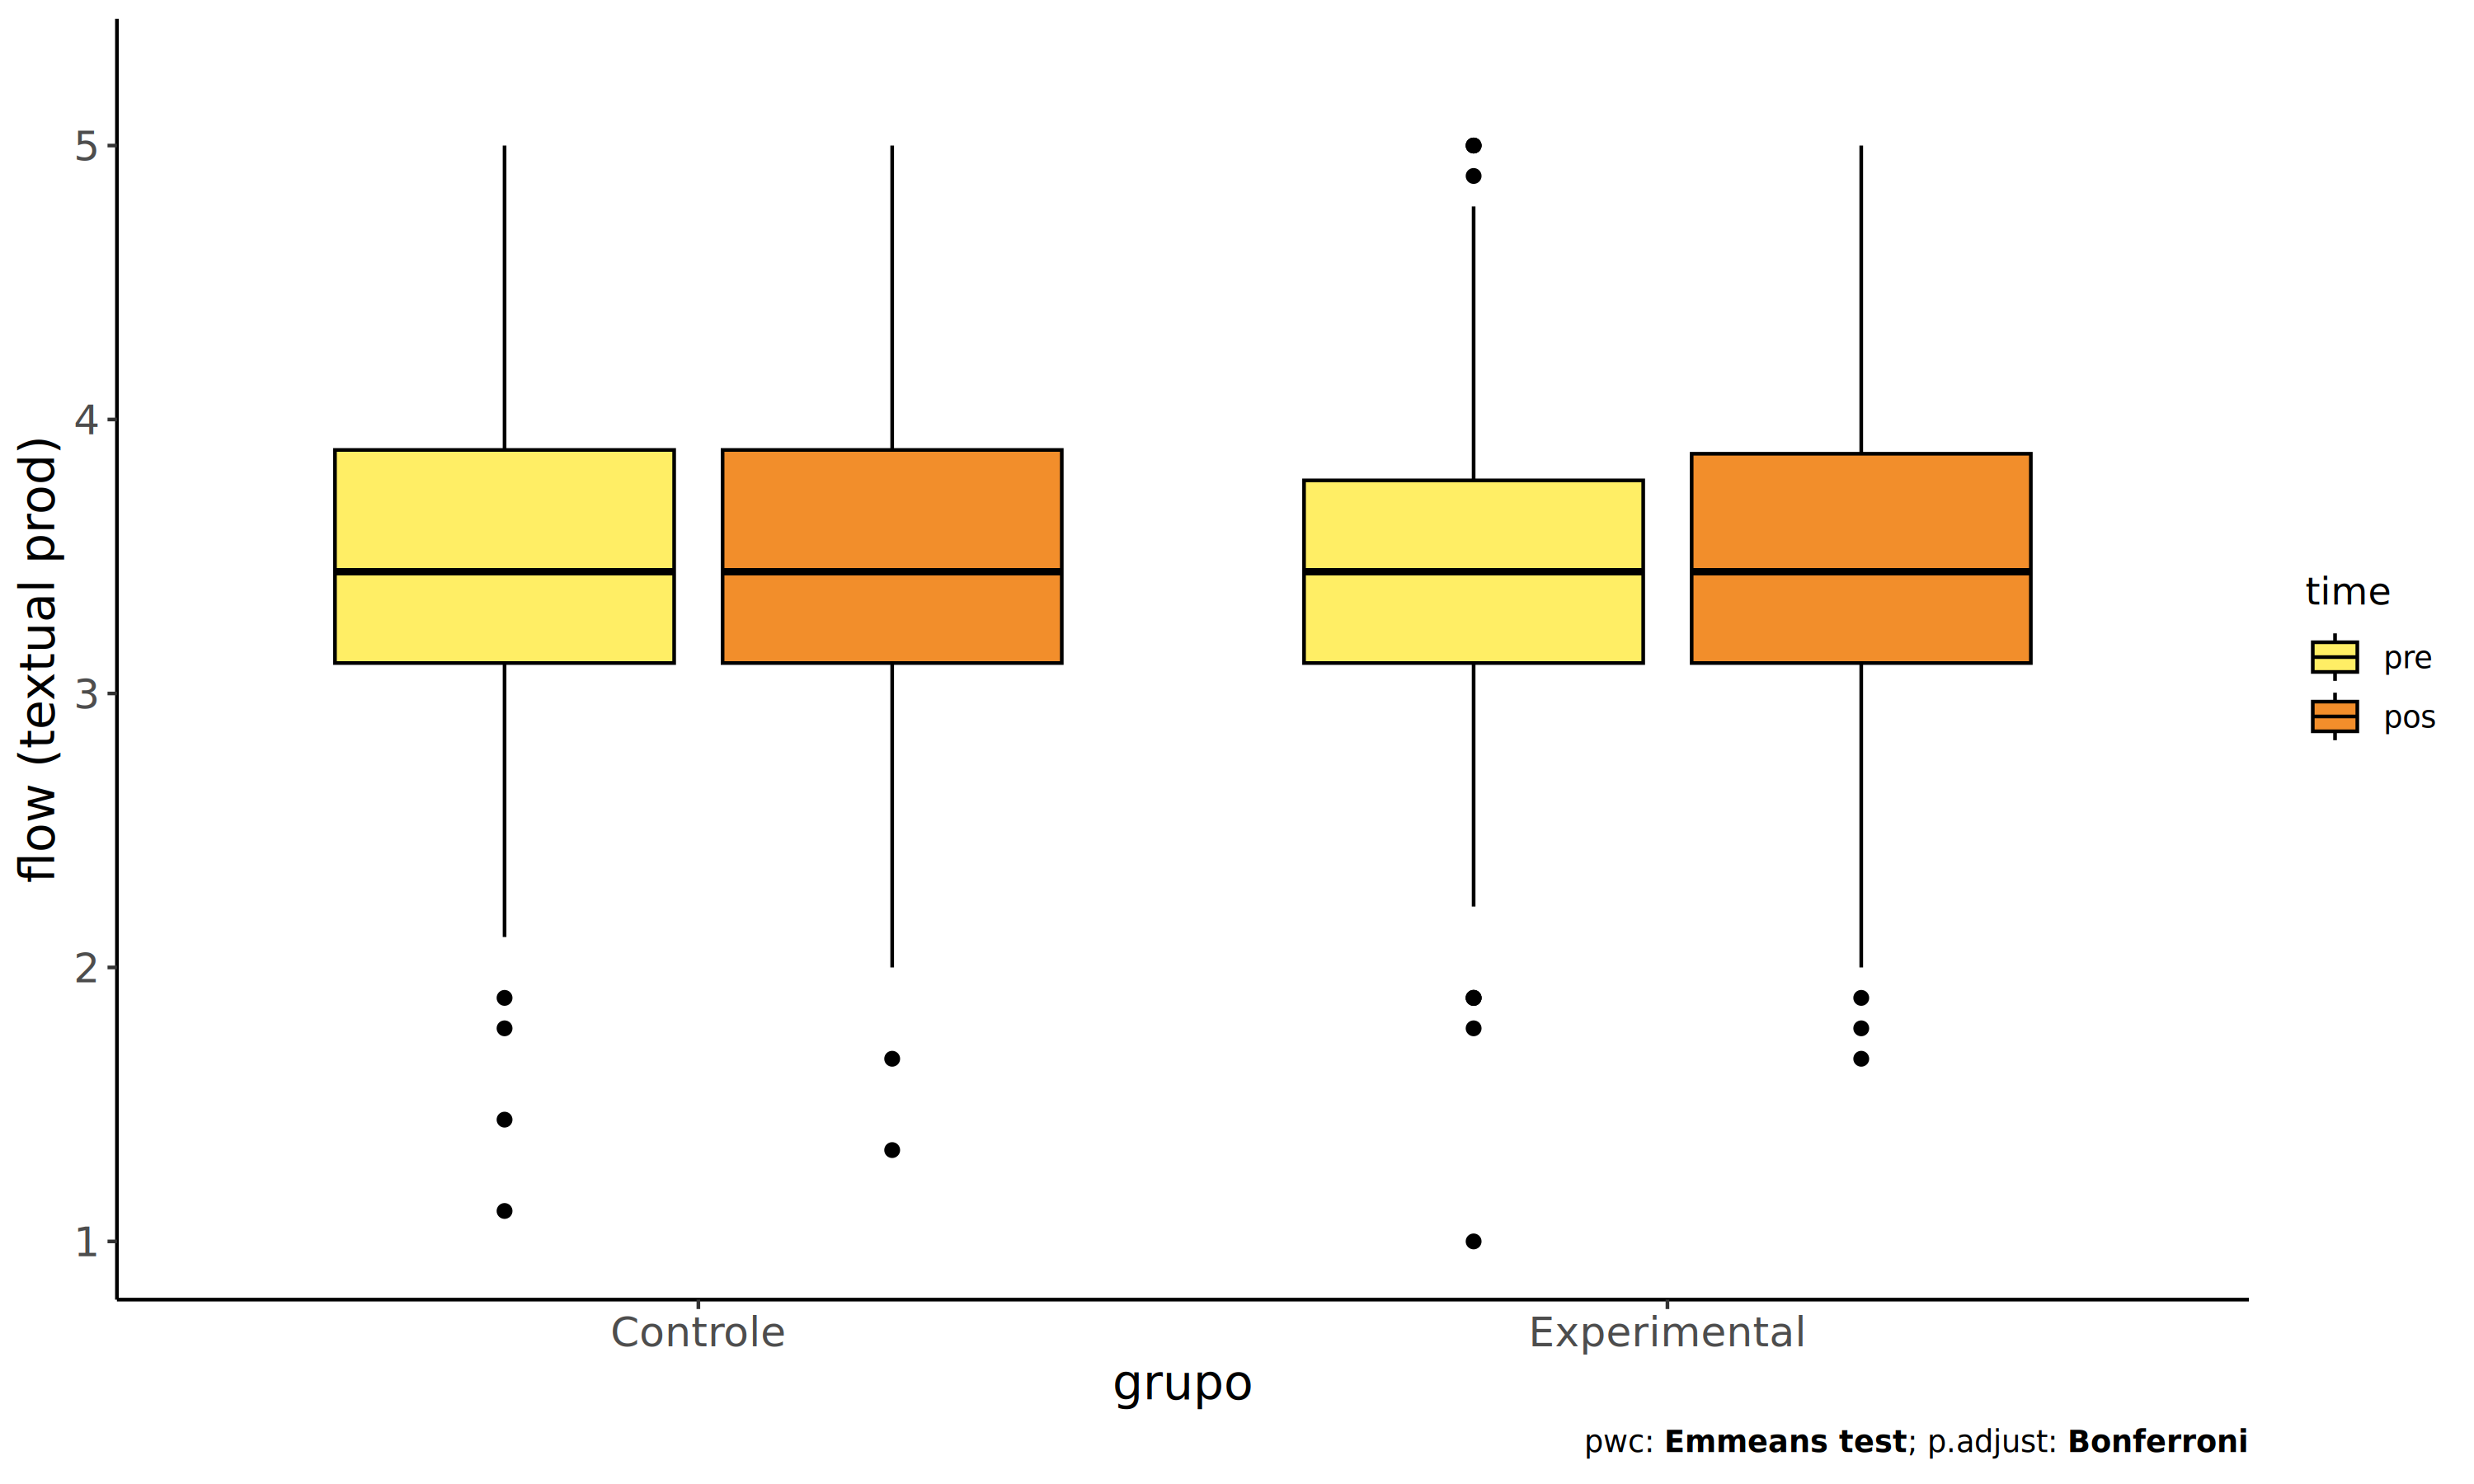 flow (textual prod)
5
4
3
2
1
Controle
Experimental
grupo
time
pre
pos
pwc: Emmeans test; p.adjust: Bonferroni